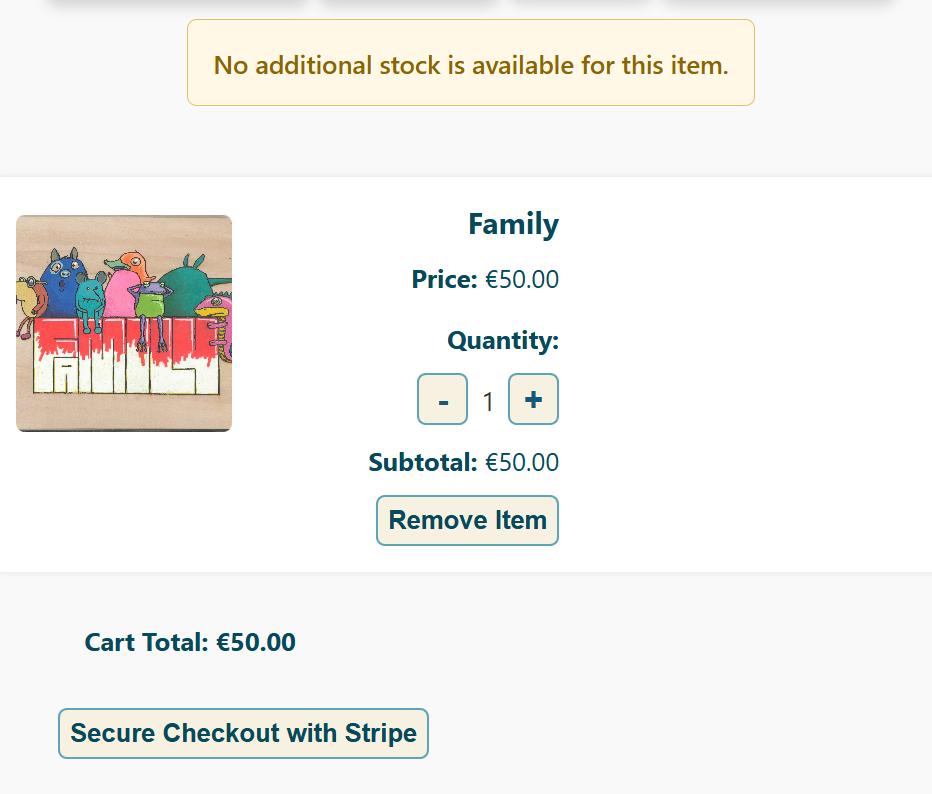 No additional stock is available for this item.
Family
Price: €50.00
FAMILY
Quantity:
- 1 +
Subtotal: €50.00
Remove Item
Cart Total: €50.00
Secure Checkout with Stripe